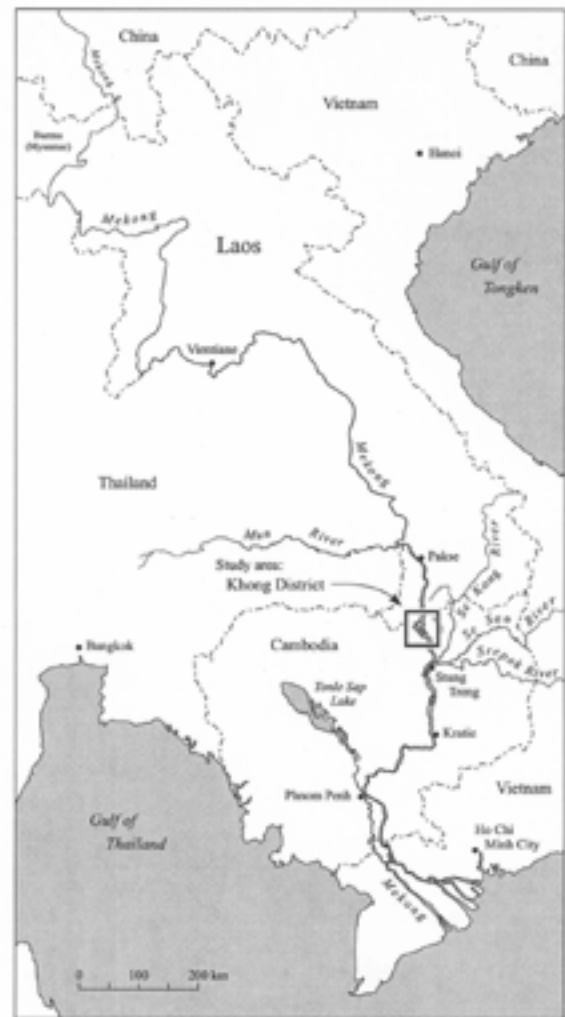 China
China
Mekong
Vietnam
Burma
(Myanmar)
Hanoi
Mekong
Laos
Gulf of
Tongken
Vientiane
Mekong
Thailand
Mun River
Pakse
Study area:
Khong District
Se Kong River
Se San River
Srepok River
Bangkok
Cambodia
Stung
Treng
Tonle Sap
Lake
Kratie
Phnom Penh
Vietnam
Gulf of
Thailand
Ho Chi
Minh City
Mekong
0 100 200 km